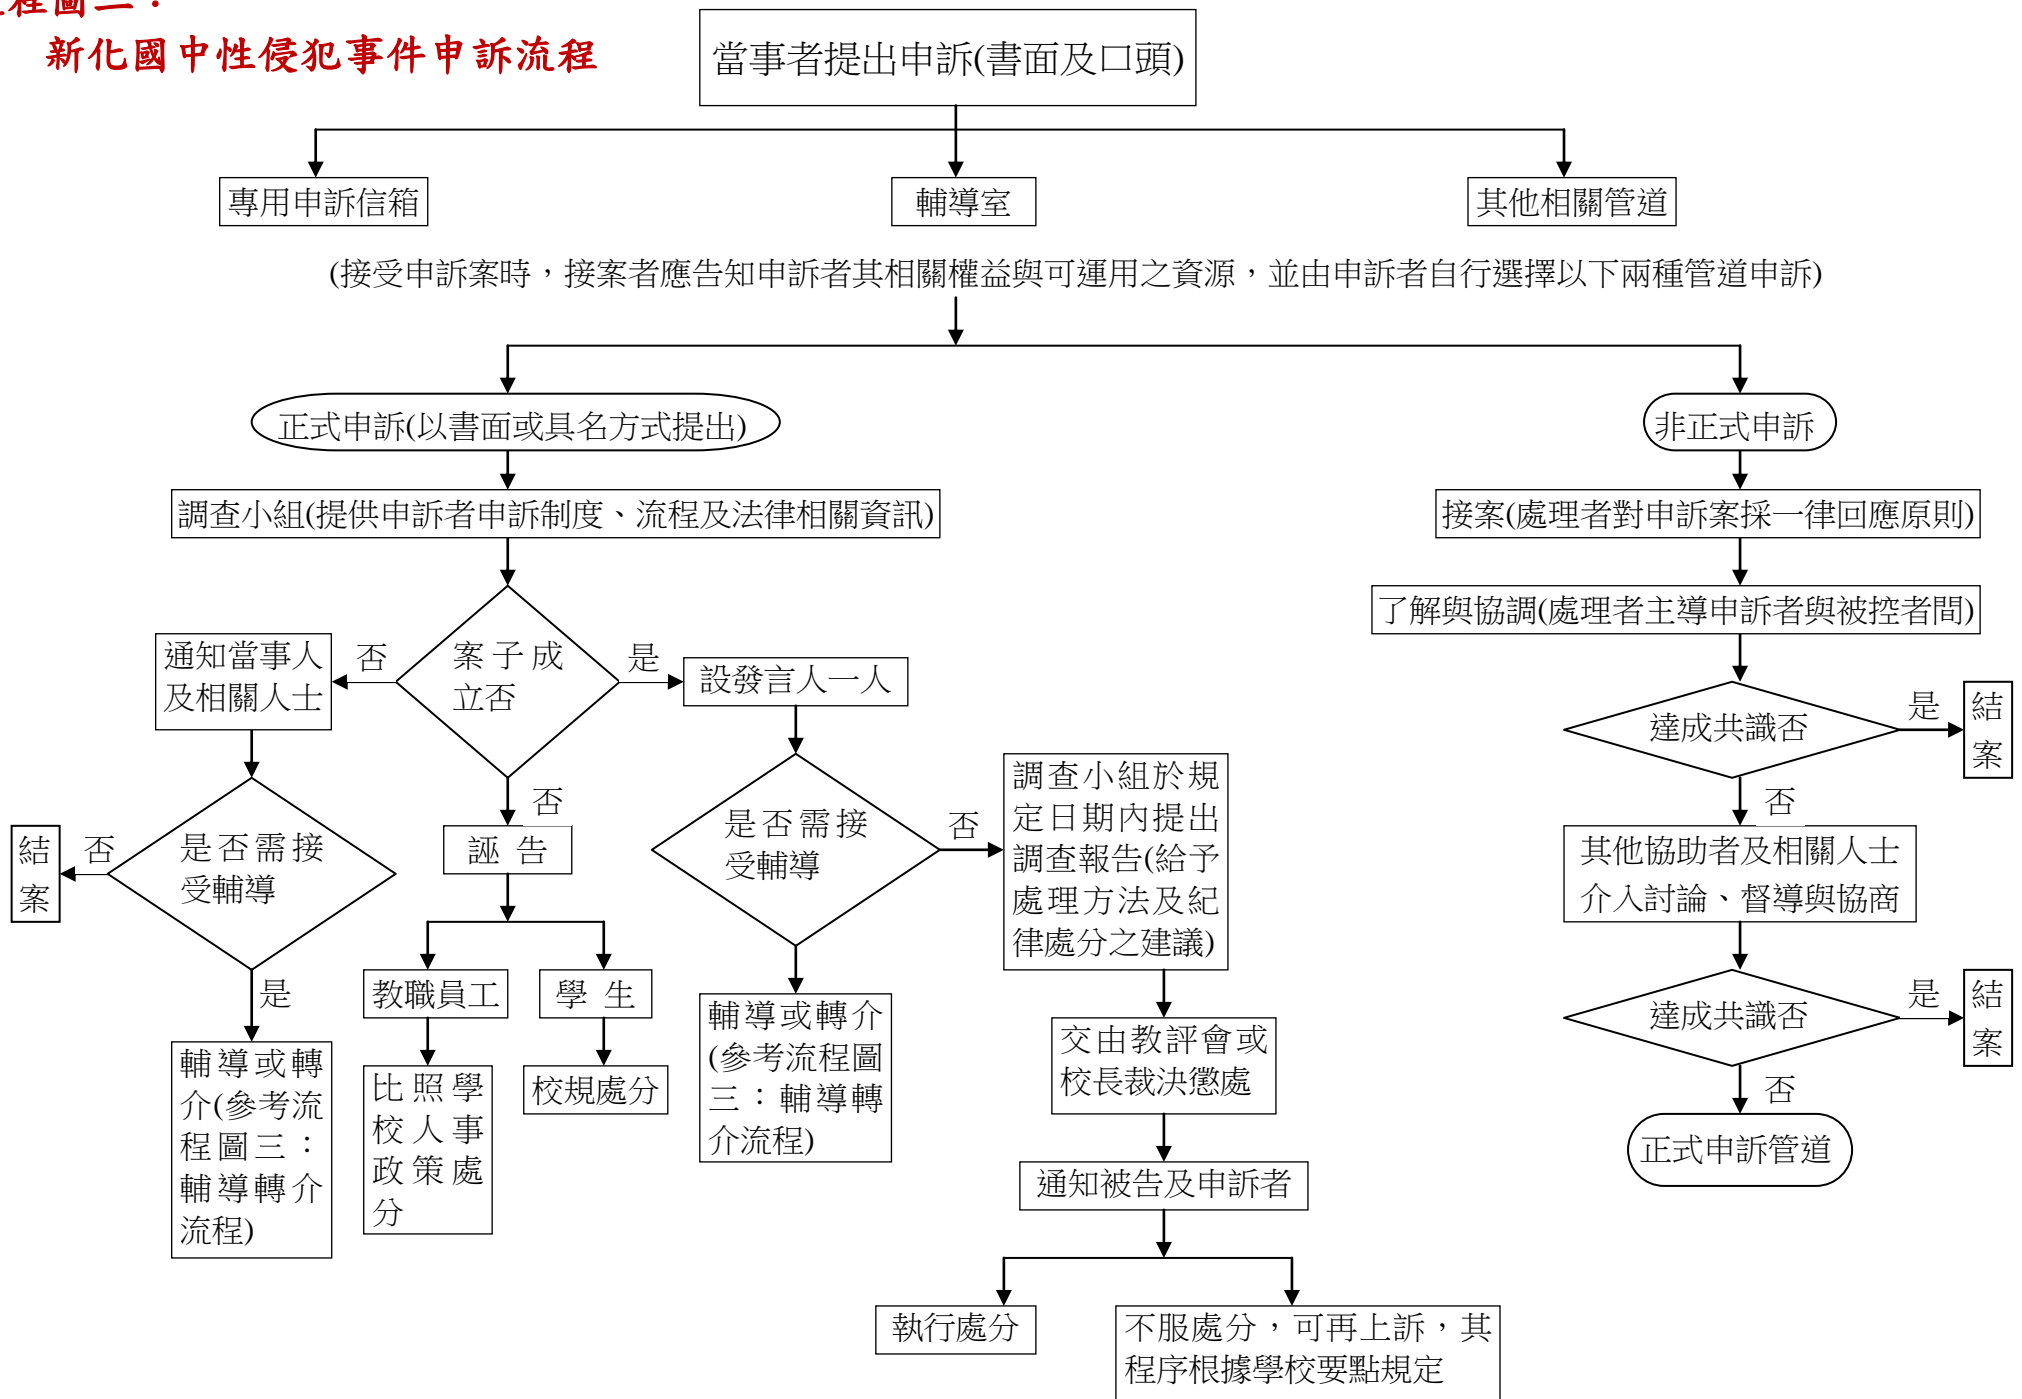 程圖二：
新化國中性侵犯事件申訴流程
當事者提出申訴(書面及口頭)
專用申訴信箱
輔導室
其他相關管道
(接受申訴案時，接案者應告知申訴者其相關權益與可運用之資源，並由申訴者自行選擇以下兩種管道申訴)
正式申訴(以書面或具名方式提出)
非正式申訴
調查小組(提供申訴者申訴制度、流程及法律相關資訊)
接案(處理者對申訴案採一律回應原則)
了解與協調(處理者主導申訴者與被控者間)
通知當事人
及相關人士
否
案子成
立否
是
設發言人一人
達成共識否
是
結
案
否
是否需接
受輔導
否
結
案
是
輔導或轉
介(參考流
程圖三：
輔導轉介
流程)
否
誣 告
教職員工
學 生
比照學
校人事
政策處
分
校規處分
是否需接
受輔導
否
輔導或轉介
(參考流程圖
三：輔導轉
介流程)
調查小組於規
定日期內提出
調查報告(給予
處理方法及紀
律處分之建議)
交由教評會或
校長裁決懲處
通知被告及申訴者
執行處分
不服處分，可再上訴，其
程序根據學校要點規定
其他協助者及相關人士
介入討論、督導與協商
達成共識否
是
結
案
否
正式申訴管道